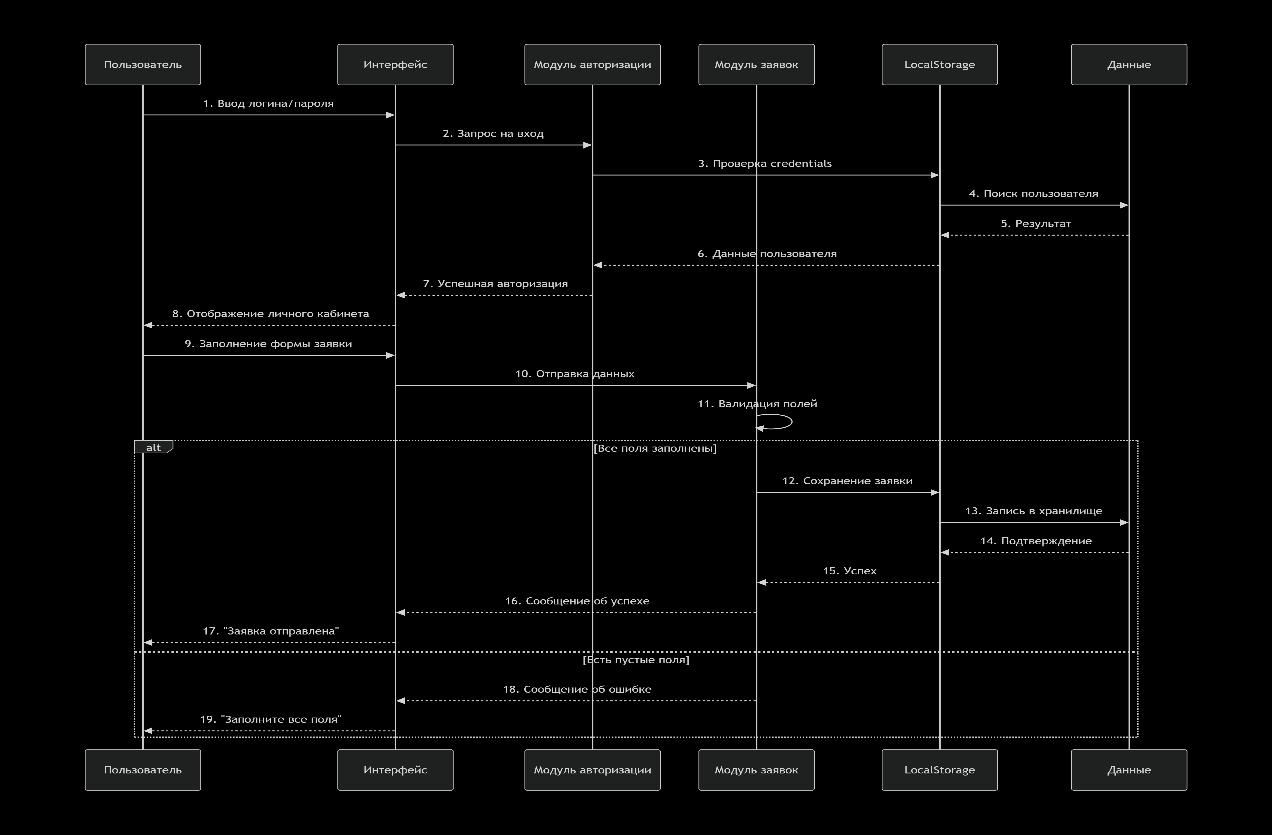 Пользователь
Интерфейс
Модуль авторизации
Модуль заявок
LocalStorage
Данные
1. Ввод логина/пароля
2. Запрос на вход
3. Проверка credentials
4. Поиск пользователя
5. Результат
6. Данные пользователя
7. Успешная авторизация
8. Отображение личного кабинета
9. Заполнение формы заявки
10. Отправка данных
11. Валидация полей
alt
[Все поля заполнены]
12. Сохранение заявки
13. Запись в хранилище
14. Подтверждение
15. Успех
16. Сообщение об успехе
17. "Заявка отправлена"
[Есть пустые поля]
18. Сообщение об ошибке
19. "Заполните все поля"
Пользователь
Интерфейс
Модуль авторизации
Модуль заявок
LocalStorage
Данные